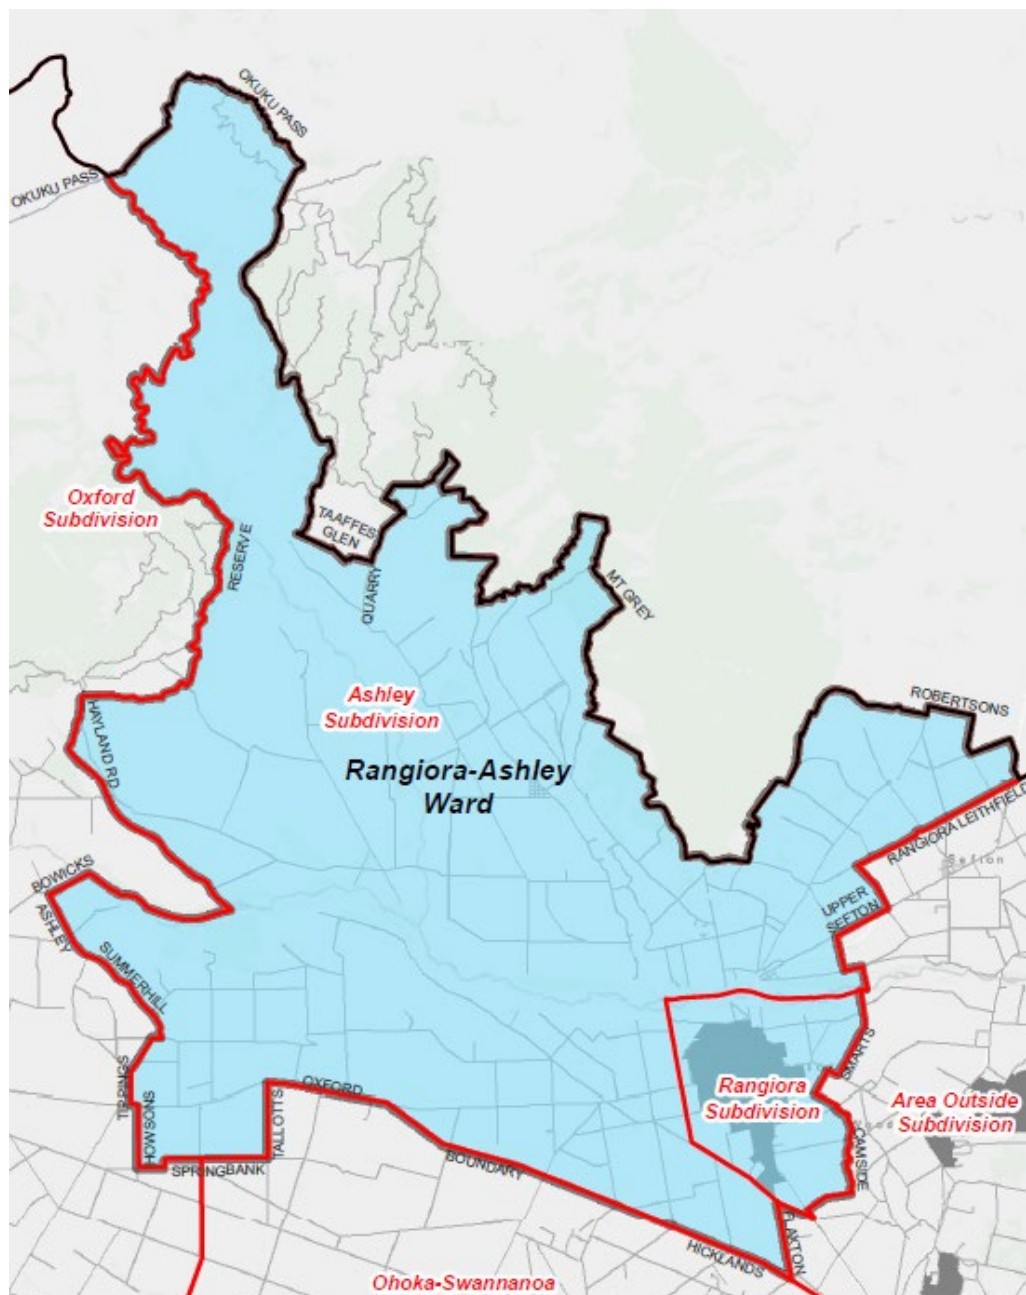 OKUKU PASS
OKUKU PASS
Oxford
Subdivision
TAAFFES
GLEN
RESERVE
QUARRY
MT GREY
Ashley
Subdivision
HAYLAND RD
ROBERTSONS
Rangiora-Ashley
Ward
RANGIORA LEITHFIELD
Sefton
BOWICKS
ASHLEY
UPPER
SEFTON
SUMMERHILL
SMARTS
TIPPINGS
HOWSONS
OXFORD
TALLOTTS
Rangiora
Subdivision
Area Outside
Subdivision
CAMSIDE
SPRINGBANK
BOUNDARY
FLAXTON
HICKLANDS
Ohoka-Swannanoa